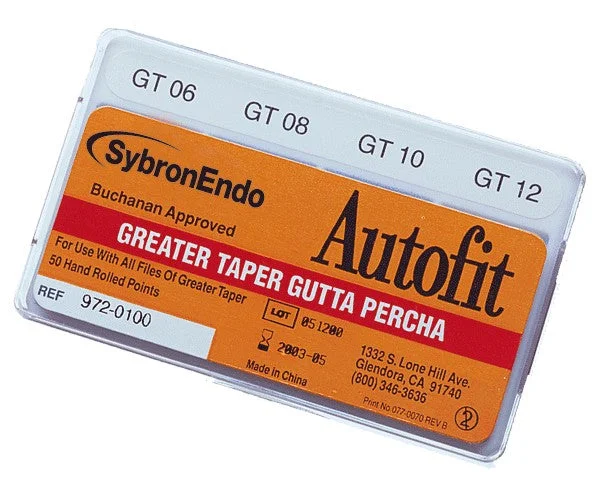 GT 06 GT 08 GT 10 GT 12
SybronEndo
Buchanan Approved
Autofit
GREATER TAPER GUTTA PERCHA
For Use With All Files Of Greater Taper
50 Hand Rolled Points
REF 972-0100
LOT 051200
2003-05
Made in China
1332 S. Lone Hill Ave.
Glendora, CA 91740
(800) 346-3636
Print No.077-0070 REV B
2